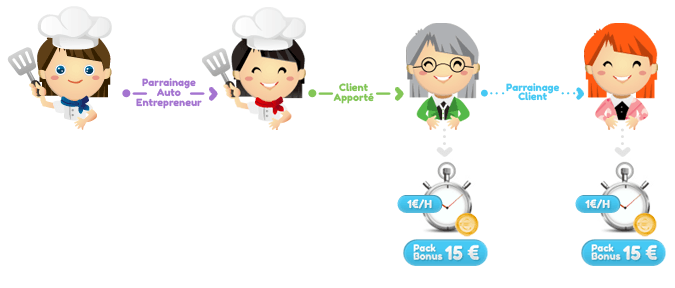 Parrainage
Auto
Entrepreneur
Client
Apporté
Parrainage
Client
1€/H
Pack
Bonus 15 €
1€/H
Pack
Bonus 15 €